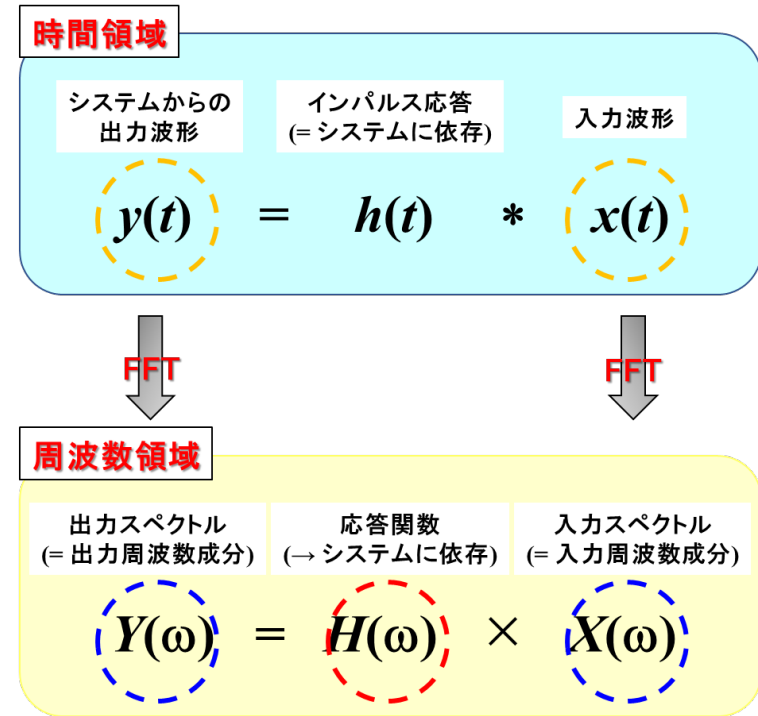 時間領域
システムからの
出力波形
インパルス応答
(= システムに依存)
入力波形
y(t) = h(t) * x(t)
FFT
FFT
周波数領域
出力スペクトル
(= 出力周波数成分)
応答関数
(→ システムに依存)
入力スペクトル
(= 入力周波数成分)
Y(ω) = H(ω) × X(ω)